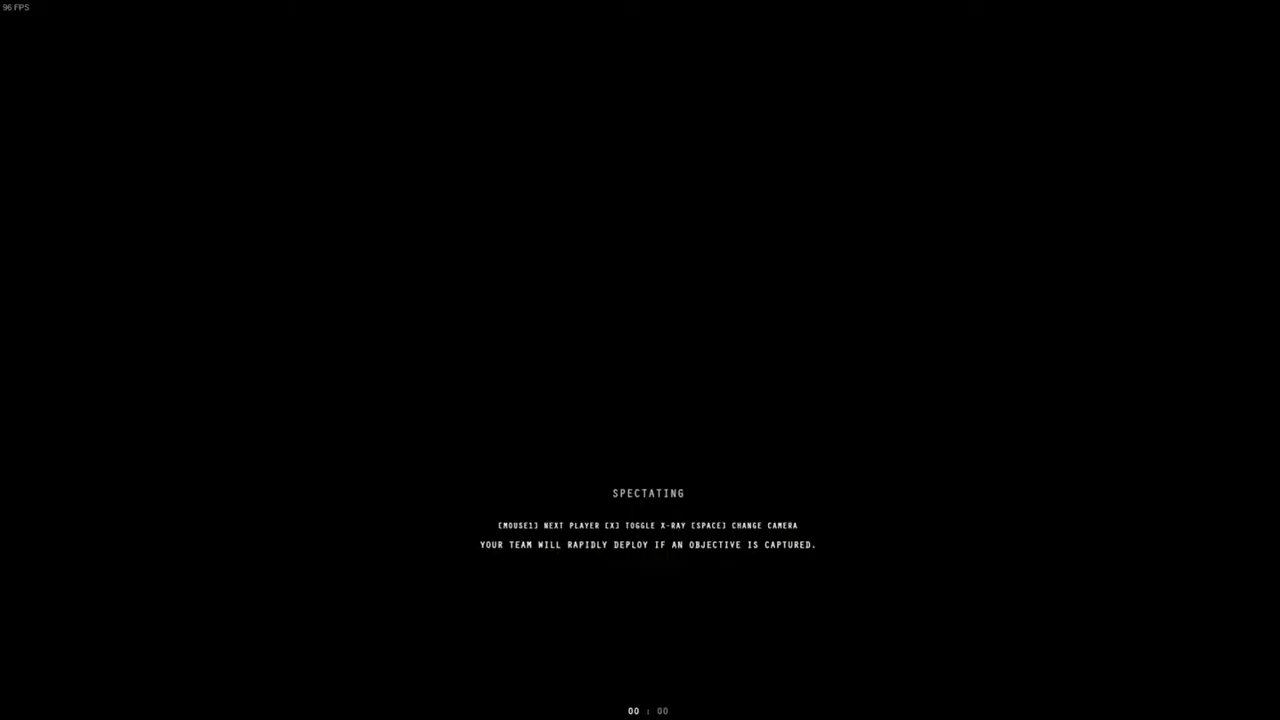 96 FPS
SPECTATING
[MOUSE1] NEXT PLAYER [X] TOGGLE X-RAY [SPACE] CHANGE CAMERA
YOUR TEAM WILL RAPIDLY DEPLOY IF AN OBJECTIVE IS CAPTURED.
00 : 00